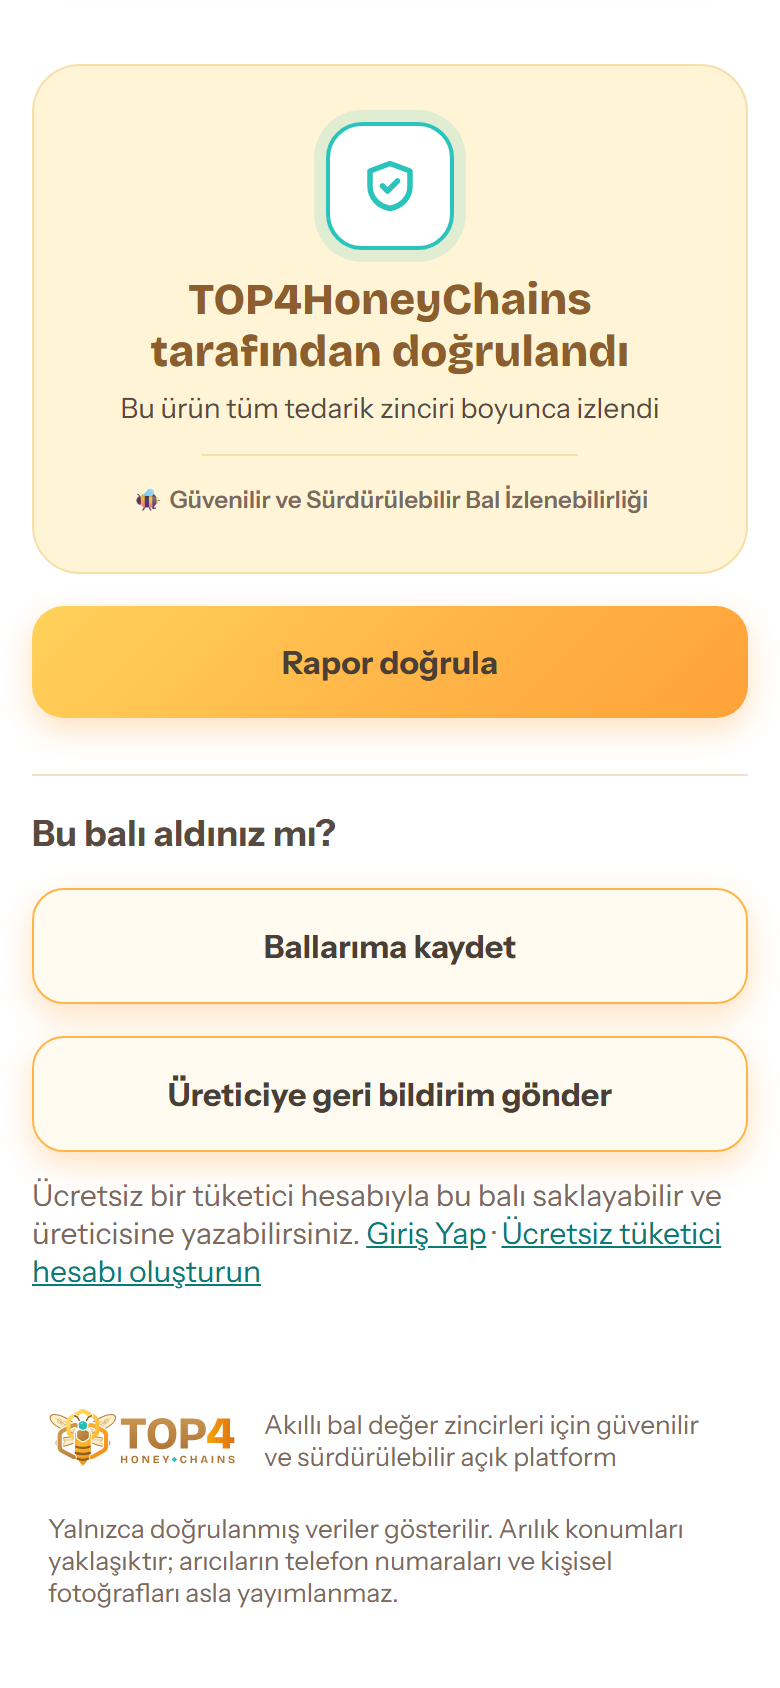 TOP4HoneyChains
tarafından doğrulandı
Bu ürün tüm tedarik zinciri boyunca izlendi
Güvenilir ve Sürdürülebilir Bal İzlenebilirliği
Rapor doğrula
Bu balı aldınız mı?
Ballarıma kaydet
Üreticiye geri bildirim gönder
Ücretsiz bir tüketici hesabıyla bu balı saklayabilir ve
üreticisine yazabilirsiniz. Giriş Yap · Ücretsiz tüketici
hesabı oluşturun
TOP4
HONEY◆CHAINS
Akıllı bal değer zincirleri için güvenilir
ve sürdürülebilir açık platform
Yalnızca doğrulanmış veriler gösterilir. Arılık konumları
yaklaşıktır; arıcıların telefon numaraları ve kişisel
fotoğrafları asla yayımlanmaz.